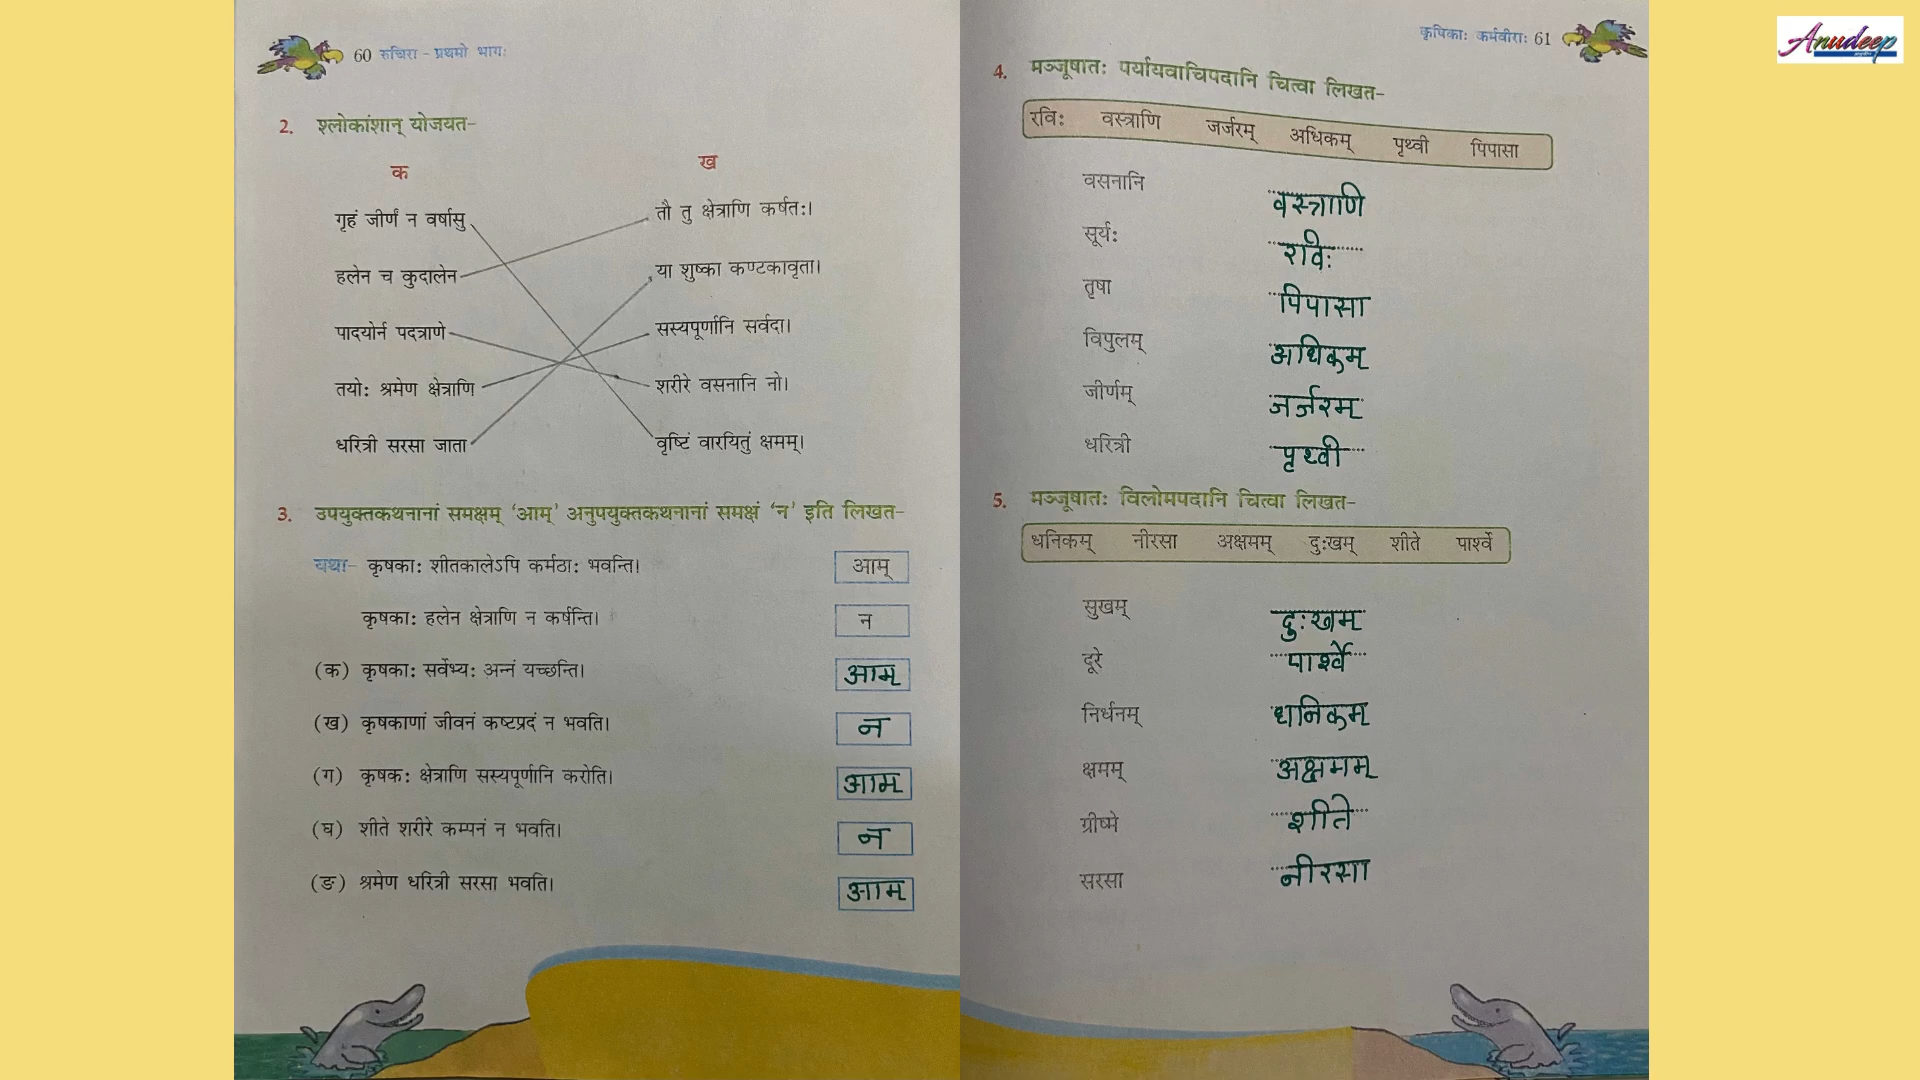 Anudeep
60 रुचिरा - प्रथमो भागः
2. श्लोकांशान् योजयत-
क ख
गृहं जीर्णं न वर्षासु तौ तु क्षेत्राणि कर्षतः।
हलेन च कुदालेन या शुष्का कण्टकावृता।
पादयोर्न पदत्राणे सस्यपूर्णानि सर्वदा।
तयोः श्रमेण क्षेत्राणि शरीरे वसनानि नो।
धरित्री सरसा जाता वृष्टिं वारयितुं क्षमम्।
3. उपयुक्तकथनानां समक्षम् ‘आम्’ अनुपयुक्तकथनानां समक्षं ‘न’ इति लिखत-
यथा- कृषकाः शीतकालेऽपि कर्मठाः भवन्ति। आम्
कृषकाः हलेन क्षेत्राणि न कर्षन्ति। न
(क) कृषकाः सर्वेभ्यः अन्नं यच्छन्ति। आम्
(ख) कृषकाणां जीवनं कष्टप्रदं न भवति। न
(ग) कृषकः क्षेत्राणि सस्यपूर्णानि करोति। आम्
(घ) शीते शरीरे कम्पनं न भवति। न
(ङ) श्रमेण धरित्री सरसा भवति। आम्
कृषिकाः कर्मवीराः 61
4. मञ्जूषातः पर्यायवाचिपदानि चित्वा लिखत-
रविः वस्त्राणि जर्जरम् अधिकम् पृथ्वी पिपासा
वसनानि वस्त्राणि
सूर्यः रविः
तृषा पिपासा
विपुलम् अधिकम्
जीर्णम् जर्जरम्
धरित्री पृथ्वी
5. मञ्जूषातः विलोमपदानि चित्वा लिखत-
धनिकम् नीरसा अक्षमम् दुःखम् शीते पार्श्वे
सुखम् दुःखम्
दूरे पार्श्वे
निर्धनम् धनिकम्
क्षमम् अक्षमम्
ग्रीष्मे शीते
सरसा नीरसा